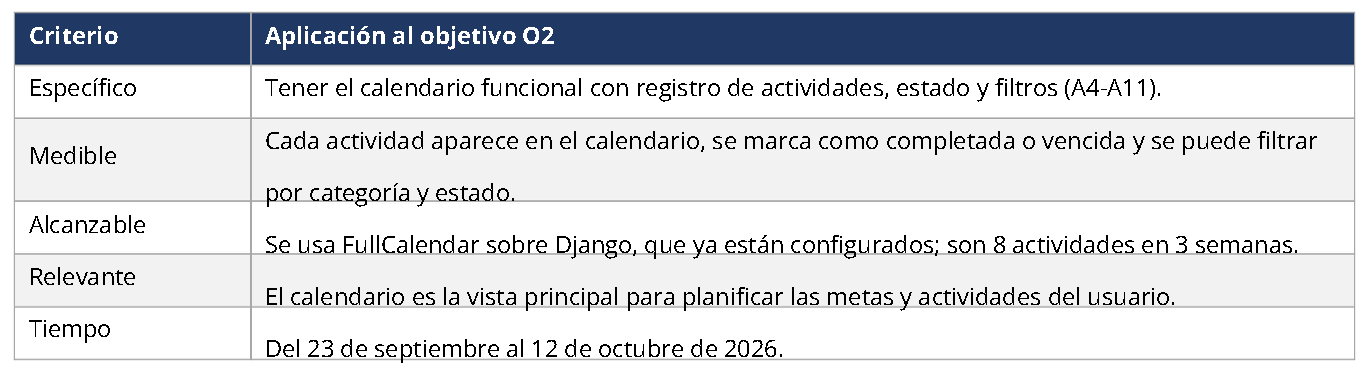 Criterio Aplicación al objetivo O2
Específico Tener el calendario funcional con registro de actividades, estado y filtros (A4-A11).
Medible Cada actividad aparece en el calendario, se marca como completada o vencida y se puede filtrar
por categoría y estado.
Alcanzable Se usa FullCalendar sobre Django, que ya están configurados; son 8 actividades en 3 semanas.
Relevante El calendario es la vista principal para planificar las metas y actividades del usuario.
Tiempo Del 23 de septiembre al 12 de octubre de 2026.